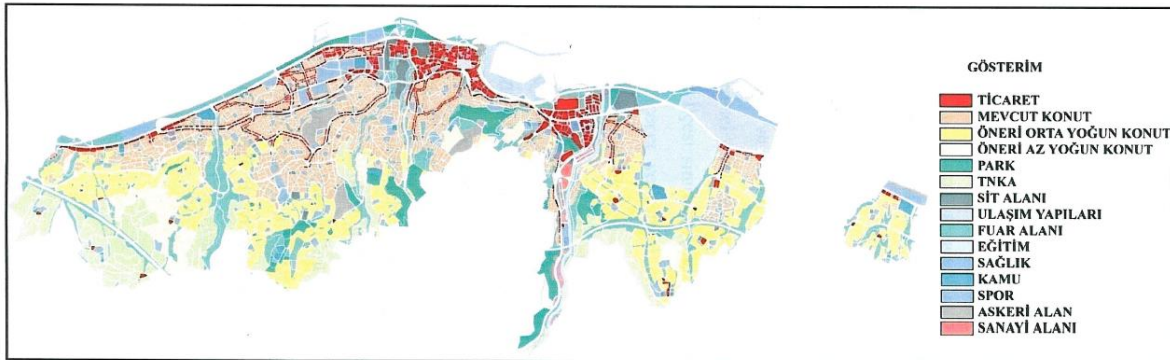 GÖSTERİM
TİCARET
MEVCUT KONUT
ÖNERİ ORTA YOĞUN KONUT
ÖNERİ AZ YOĞUN KONUT
PARK
TNKA
SİT ALANI
ULAŞIM YAPILARI
FUAR ALANI
EĞİTİM
SAĞLIK
KAMU
SPOR
ASKERİ ALAN
SANAYİ ALANI